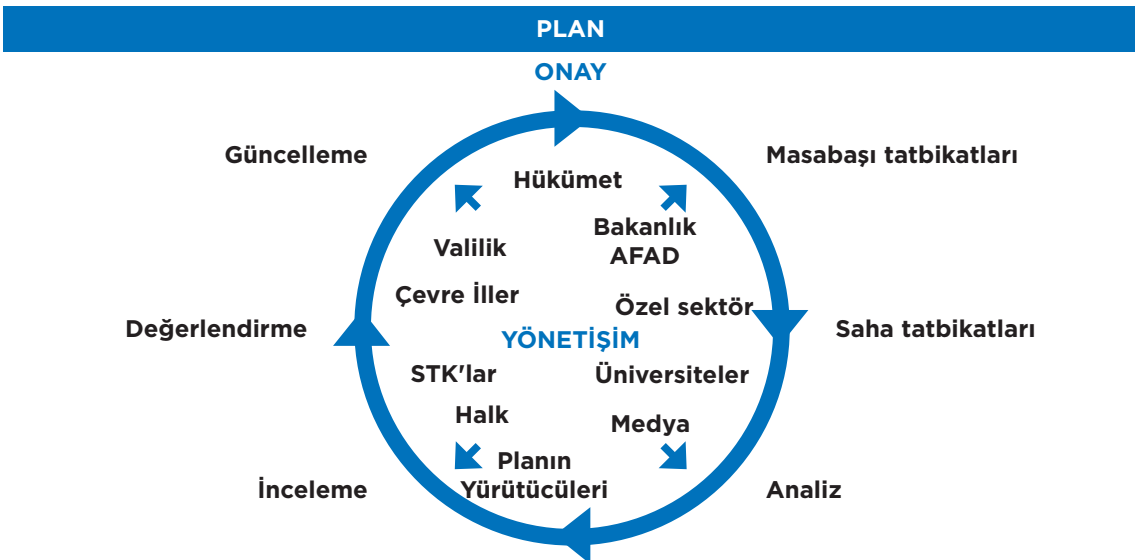 PLAN
ONAY
Güncelleme
Masabaşı tatbikatları
Hükümet
Bakanlık
AFAD
Valilik
Çevre İller
Özel sektör
Değerlendirme
YÖNETİŞİM
Saha tatbikatları
STK'lar
Üniversiteler
Halk
Medya
Planın
Yürütücüleri
İnceleme
Analiz